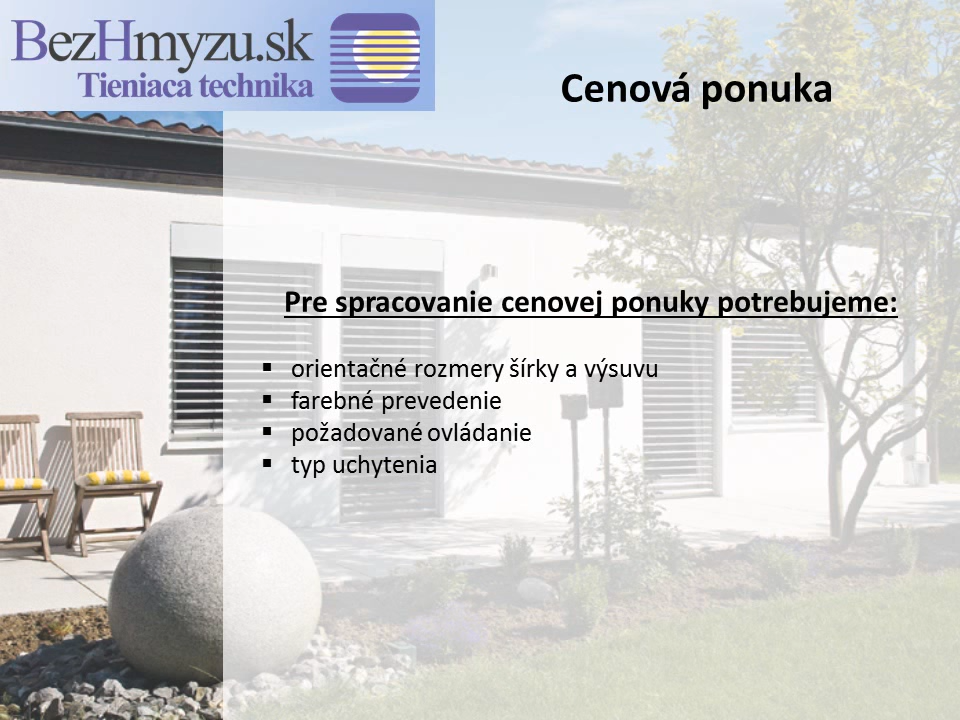 BezHmyzu.sk
Tieniaca technika
Cenová ponuka
Pre spracovanie cenovej ponuky potrebujeme:
▪ orientačné rozmery šírky a výsuvu
▪ farebné prevedenie
▪ požadované ovládanie
▪ typ uchytenia